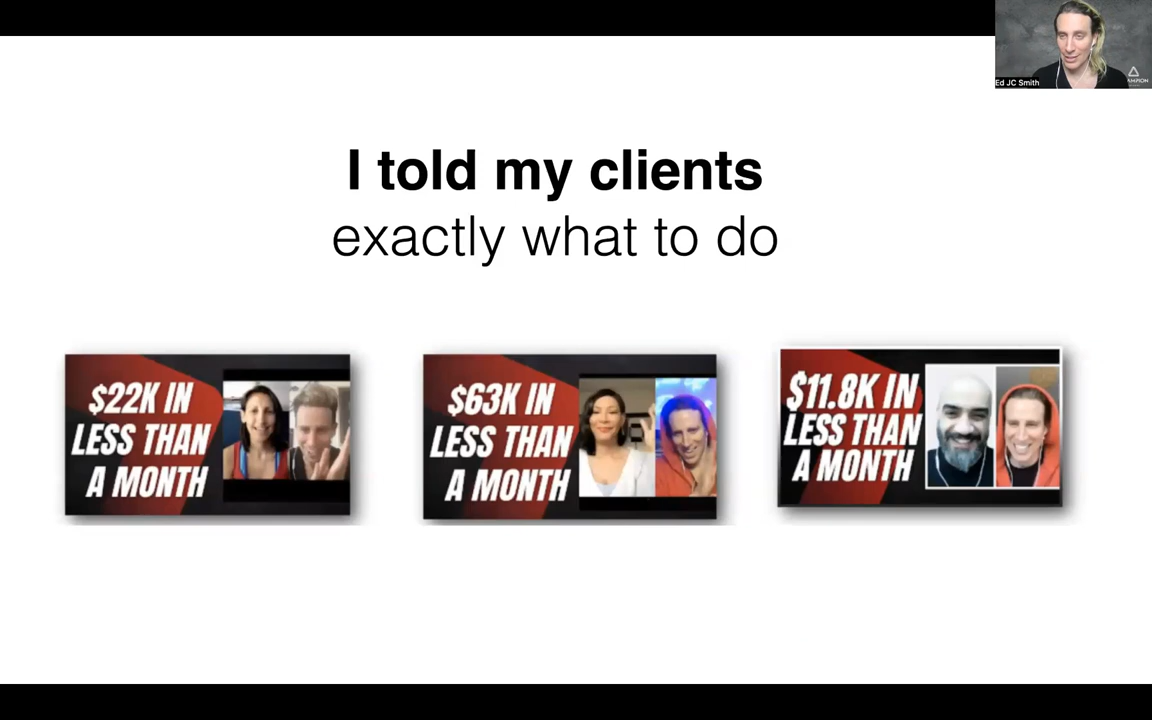 Ed JC Smith
I told my clients
exactly what to do
$22K IN
LESS THAN
A MONTH
$63K IN
LESS THAN
A MONTH
$11.8K IN
LESS THAN
A MONTH